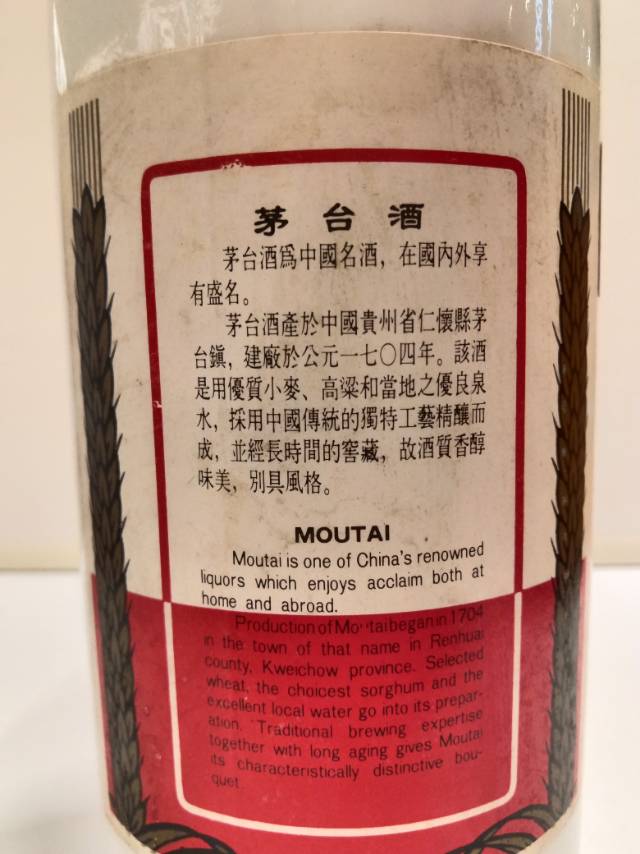 茅台酒
茅台酒爲中國名酒，在國內外享
有盛名。
茅台酒產於中國貴州省仁懷縣茅
台鎮，建廠於公元一七〇四年。該酒
是用優質小麥、高粱和當地之優良泉
水，採用中國傳統的獨特工藝精釀而
成，並經長時間的窖藏，故酒質香醇
味美，別具風格。
MOUTAI
Moutai is one of China's renowned
liquors which enjoys acclaim both at
home and abroad.
Production of Moutai began in 1704
in the town of that name in Renhuai
county, Kweichow province. Selected
wheat, the choicest sorghum and the
excellent local water go into its prepar-
ation. Traditional brewing expertise
together with long aging gives Moutai
its characteristically distinctive bou-
quet.